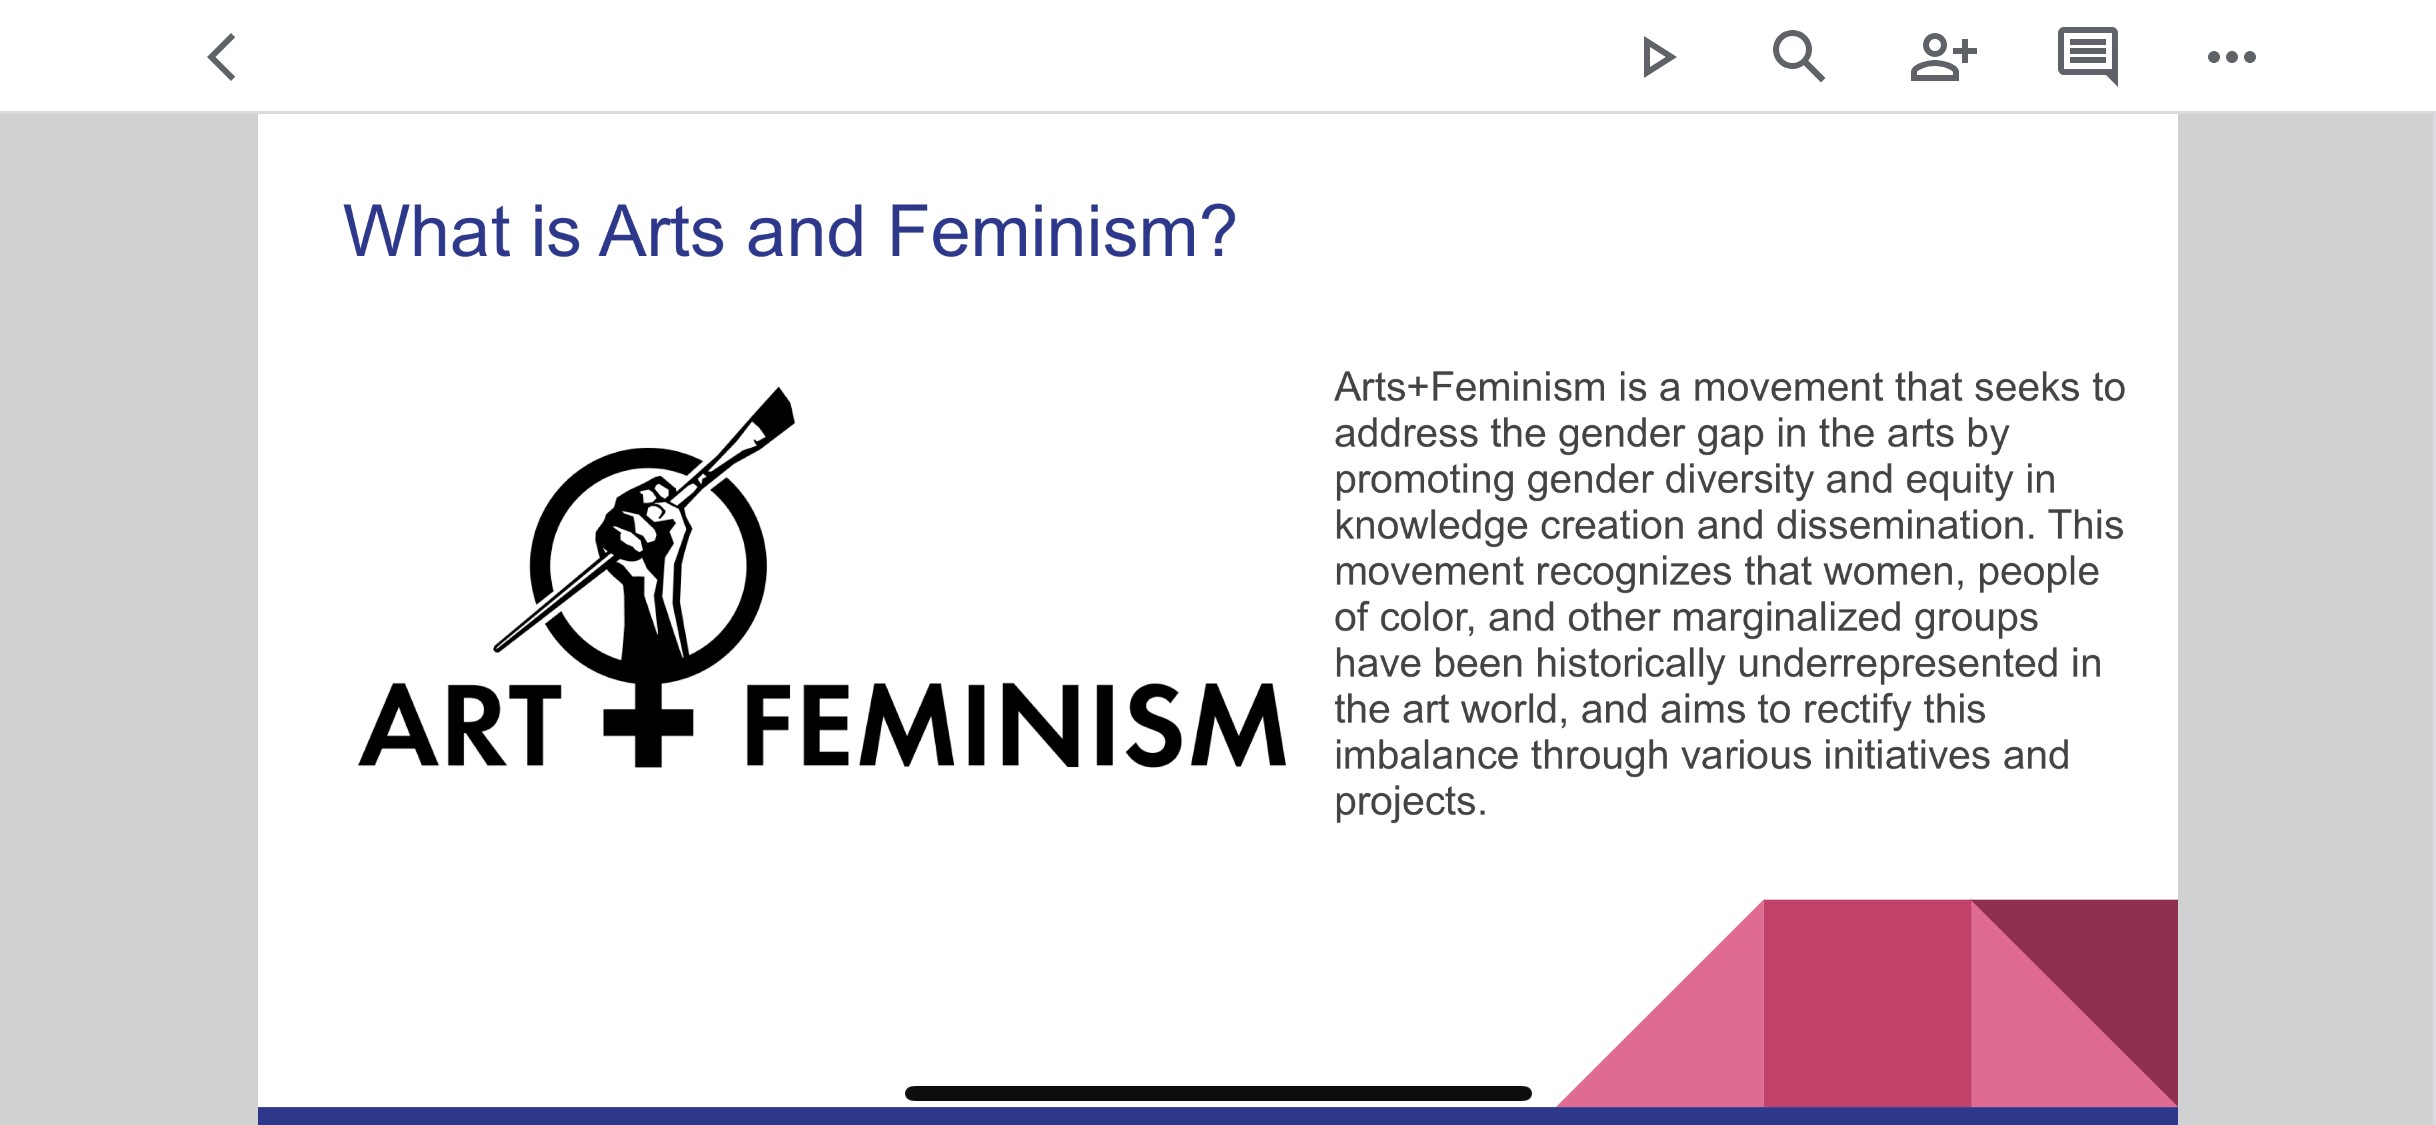 What is Arts and Feminism?
ART + FEMINISM
Arts+Feminism is a movement that seeks to
address the gender gap in the arts by
promoting gender diversity and equity in
knowledge creation and dissemination. This
movement recognizes that women, people
of color, and other marginalized groups
have been historically underrepresented in
the art world, and aims to rectify this
imbalance through various initiatives and
projects.